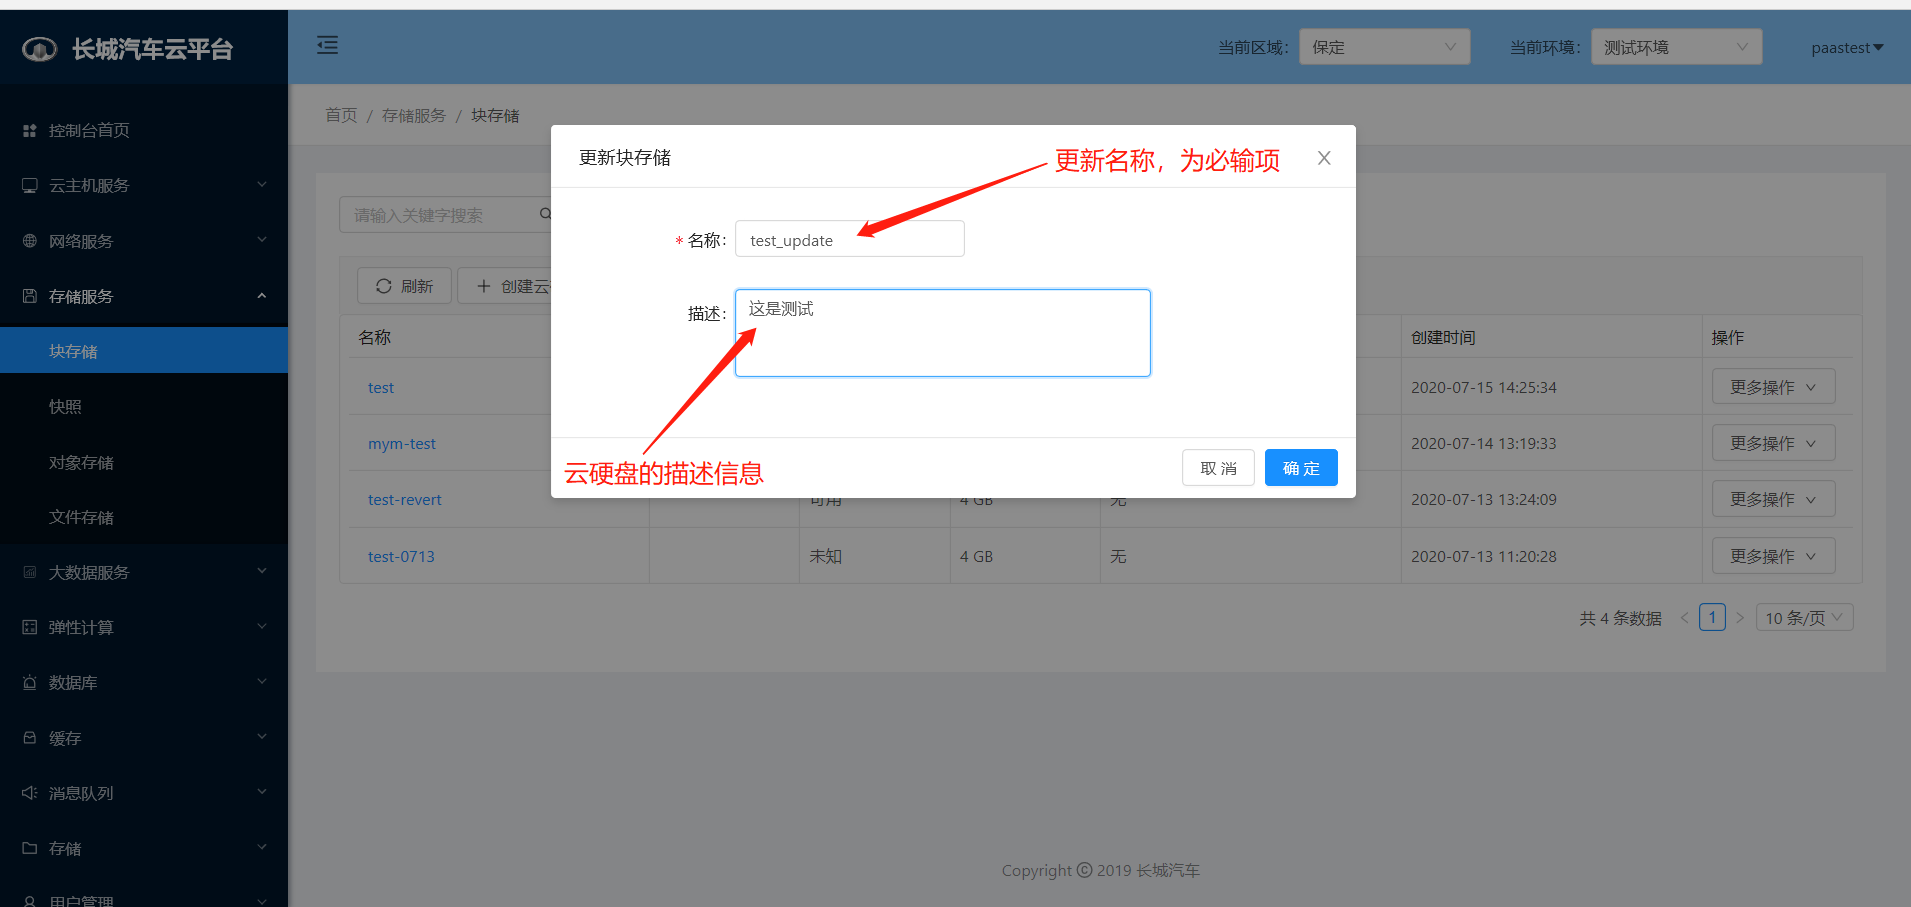 长城汽车云平台
当前区域: 保定 当前环境: 测试环境 paastest
控制台首页
云主机服务
网络服务
存储服务
块存储
快照
对象存储
文件存储
大数据服务
弹性计算
数据库
缓存
消息队列
存储
用户管理
首页 / 存储服务 / 块存储
请输入关键字搜索
刷新 创建云
更新块存储
更新名称，为必输项
* 名称: test_update
描述: 这是测试
云硬盘的描述信息
取 消 确 定
名称 创建时间 操作
test 2020-07-15 14:25:34 更多操作
mym-test 2020-07-14 13:19:33 更多操作
test-revert 可用 4 GB 无 2020-07-13 13:24:09 更多操作
test-0713 未知 4 GB 无 2020-07-13 11:20:28 更多操作
共 4 条数据 < 1 > 10 条/页
Copyright © 2019 长城汽车